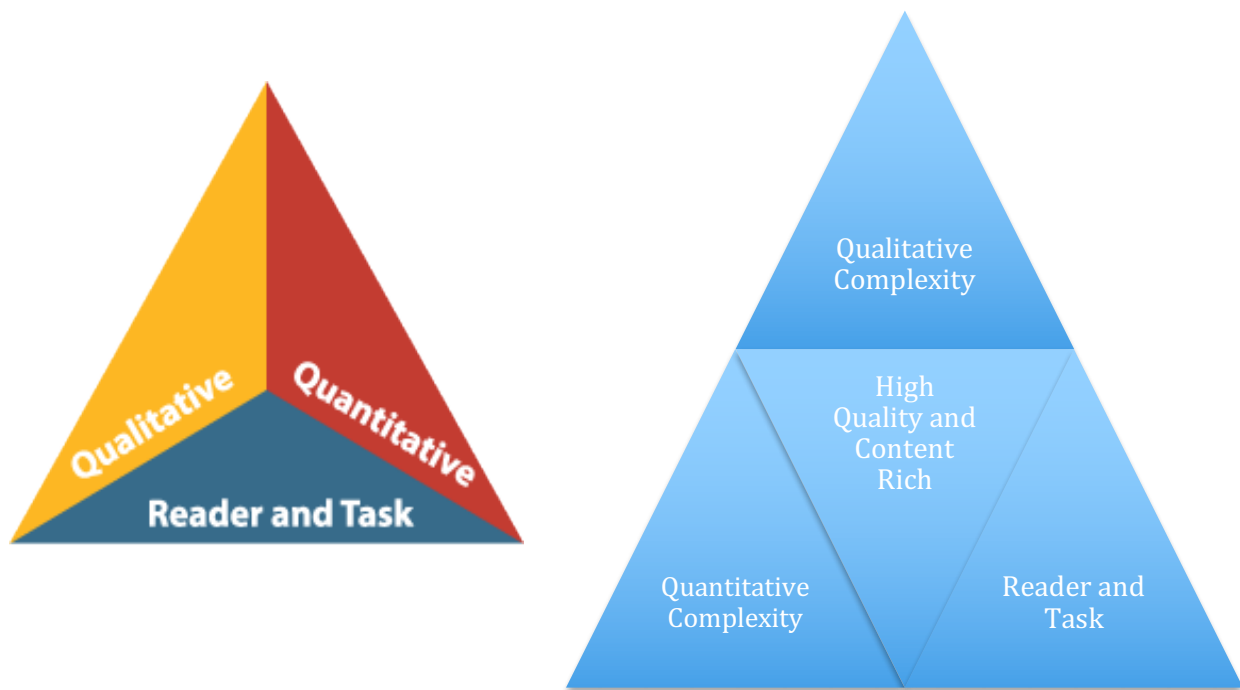 Qualitative
Quantitative
Reader and Task
Qualitative
Complexity
High
Quality and
Content
Rich
Quantitative
Complexity
Reader and
Task